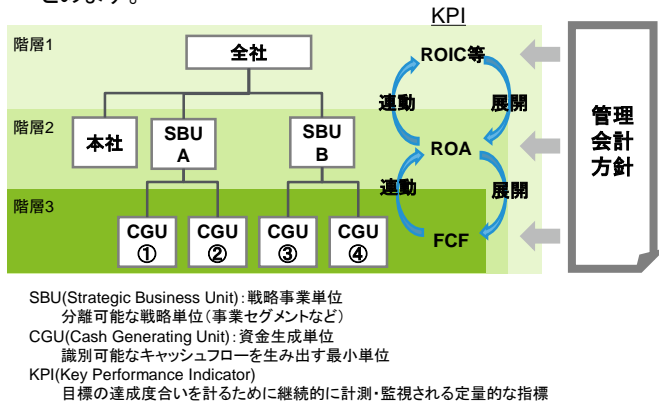 KPI
階層1
全社
ROIC等
連動
展開
管理
会計
方針
階層2
本社
SBU
A
SBU
B
ROA
連動
展開
階層3
CGU
①
CGU
②
CGU
③
CGU
④
FCF
SBU(Strategic Business Unit):戦略事業単位
分離可能な戦略単位(事業セグメントなど)
CGU(Cash Generating Unit):資金生成単位
識別可能なキャッシュフローを生み出す最小単位
KPI(Key Performance Indicator)
目標の達成度合いを計るために継続的に計測・監視される定量的な指標